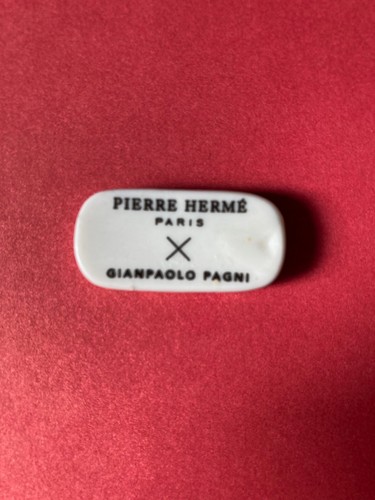 PIERRE HERMÉ
PARIS
X
GIANPAOLO PAGNI